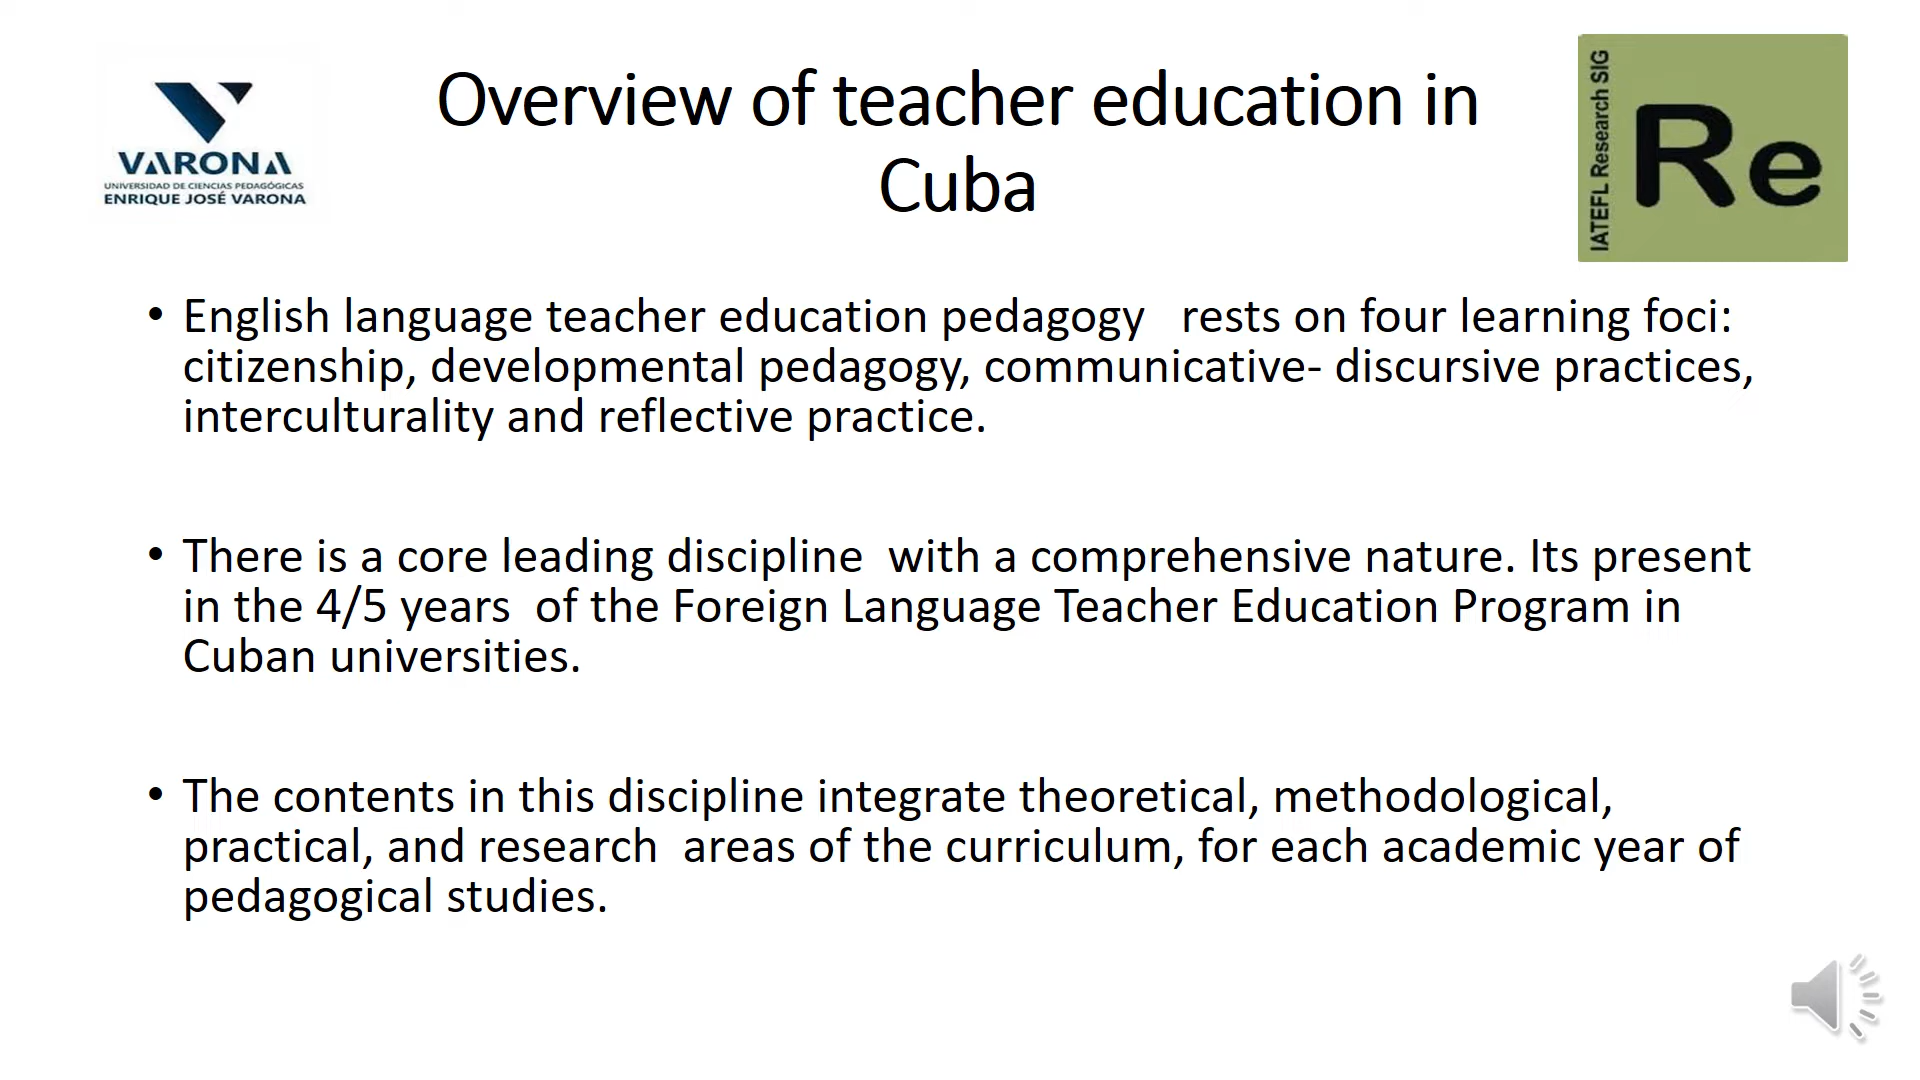 VARONA
UNIVERSIDAD DE CIENCIAS PEDAGÓGICAS
ENRIQUE JOSÉ VARONA
Overview of teacher education in
Cuba
IATEFL Research SIG
Re
• English language teacher education pedagogy   rests on four learning foci:
citizenship, developmental pedagogy, communicative- discursive practices,
interculturality and reflective practice.
• There is a core leading discipline  with a comprehensive nature. Its present
in the 4/5 years  of the Foreign Language Teacher Education Program in
Cuban universities.
• The contents in this discipline integrate theoretical, methodological,
practical, and research  areas of the curriculum, for each academic year of
pedagogical studies.